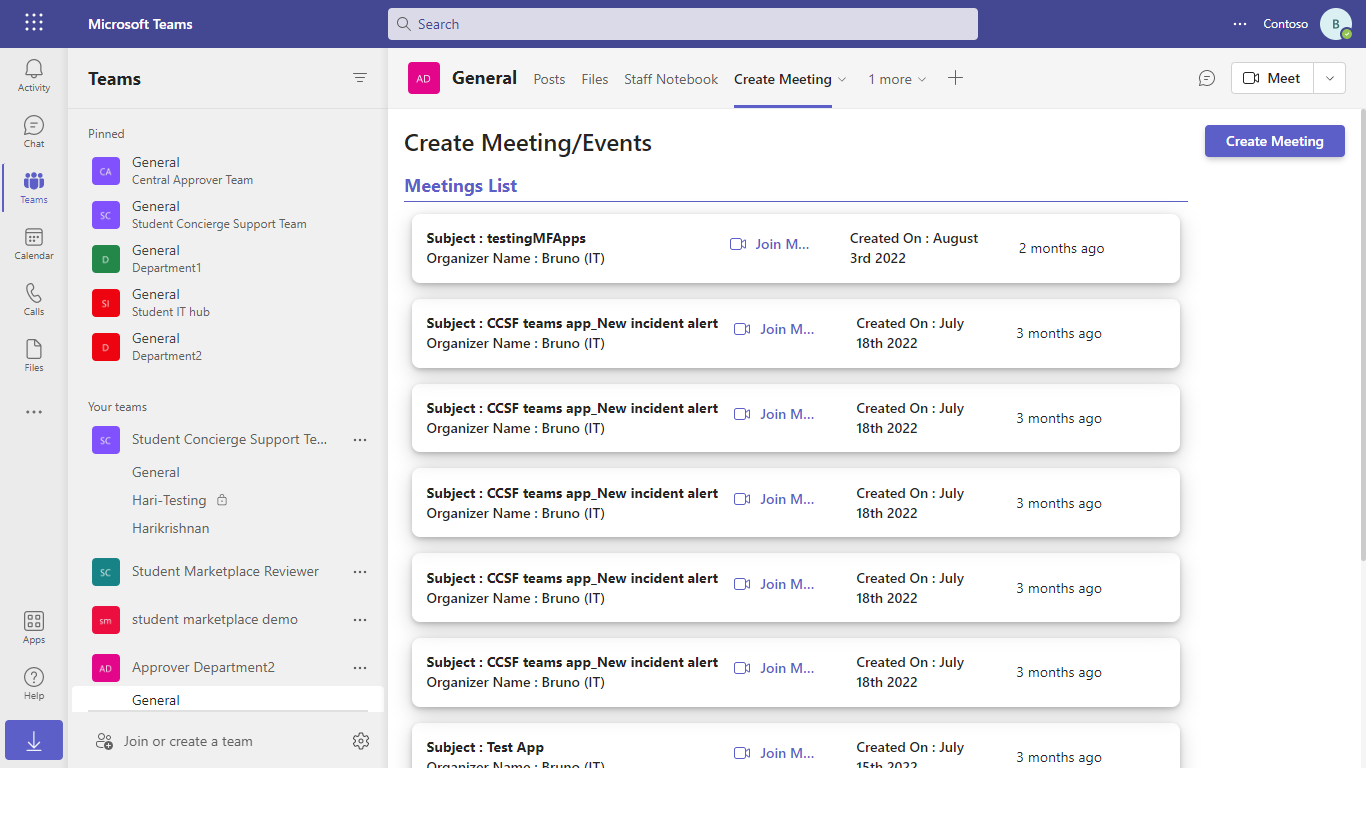 Microsoft Teams
Search
Contoso
B
Activity
Chat
Teams
Calendar
Calls
Files
Apps
Help
Teams
Pinned
CA
General
Central Approver Team
SC
General
Student Concierge Support Team
D
General
Department1
SI
General
Student IT hub
D
General
Department2
Your teams
SC
Student Concierge Support Te...
General
Hari-Testing
Harikrishnan
SC
Student Marketplace Reviewer
sm
student marketplace demo
AD
Approver Department2
General
Join or create a team
AD
General
Posts
Files
Staff Notebook
Create Meeting
1 more
Meet
Create Meeting/Events
Create Meeting
Meetings List
Subject : testingMFApps
Organizer Name : Bruno (IT)
Join M...
Created On : August
3rd 2022
2 months ago
Subject : CCSF teams app_New incident alert
Organizer Name : Bruno (IT)
Join M...
Created On : July
18th 2022
3 months ago
Subject : CCSF teams app_New incident alert
Organizer Name : Bruno (IT)
Join M...
Created On : July
18th 2022
3 months ago
Subject : CCSF teams app_New incident alert
Organizer Name : Bruno (IT)
Join M...
Created On : July
18th 2022
3 months ago
Subject : CCSF teams app_New incident alert
Organizer Name : Bruno (IT)
Join M...
Created On : July
18th 2022
3 months ago
Subject : CCSF teams app_New incident alert
Organizer Name : Bruno (IT)
Join M...
Created On : July
18th 2022
3 months ago
Subject : Test App
Organizer Name : Bruno (IT)
Join M...
Created On : July
15th 2022
3 months ago